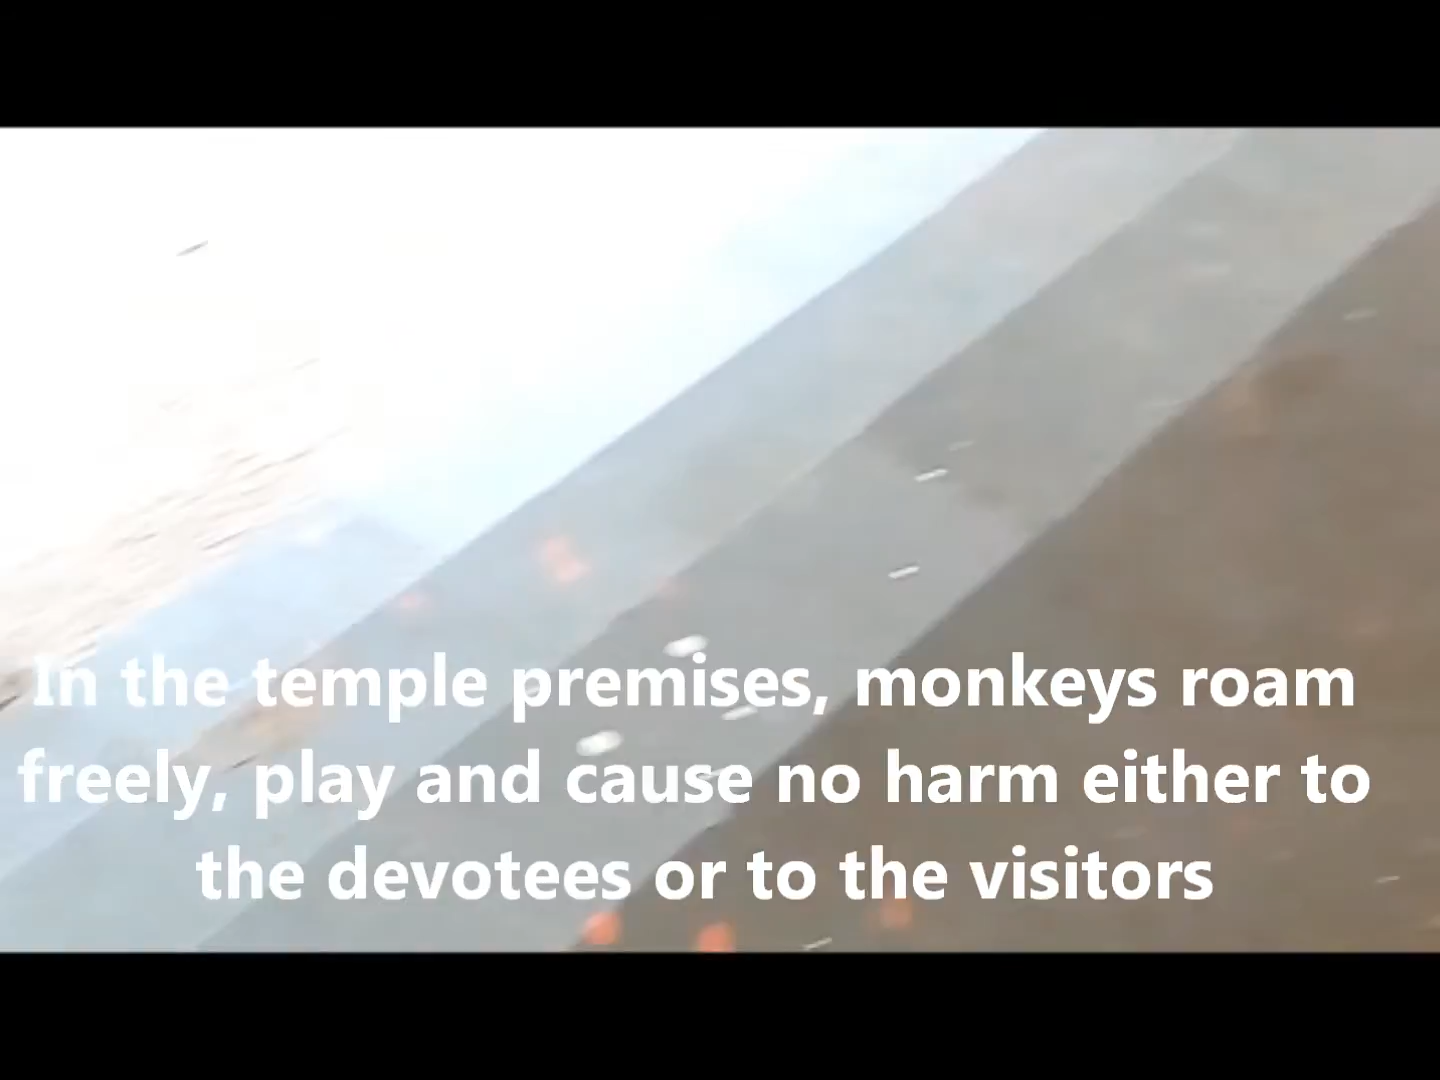 In the temple premises, monkeys roam
freely, play and cause no harm either to
the devotees or to the visitors